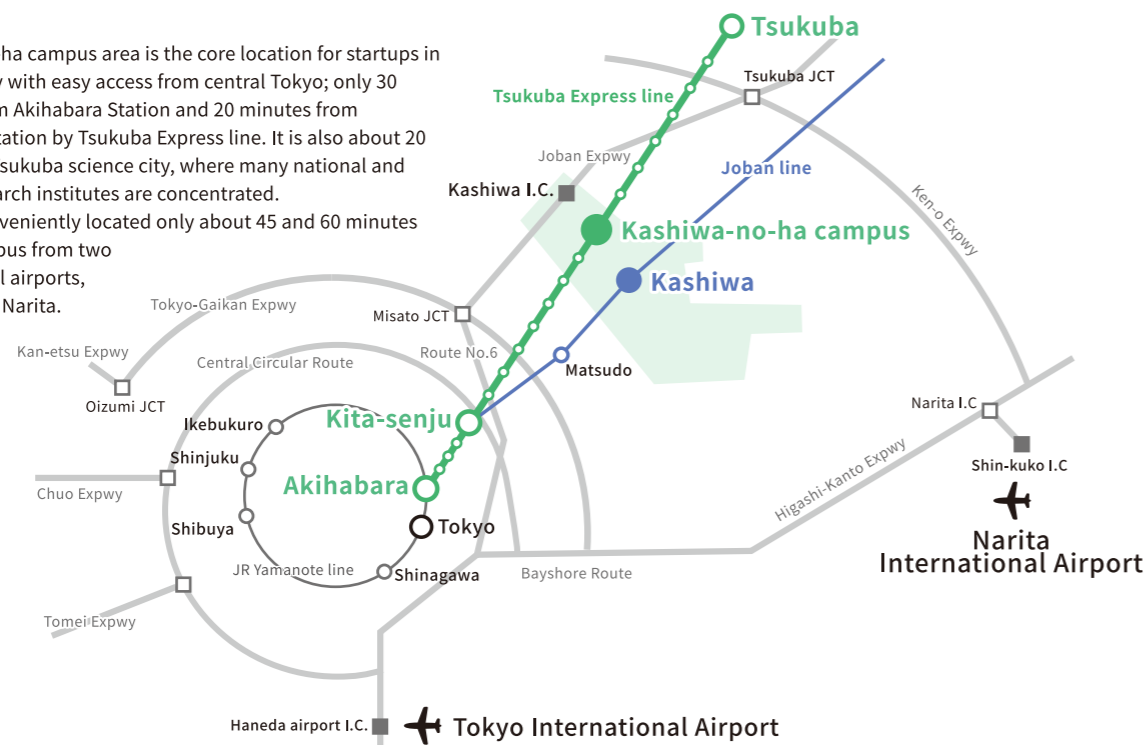 ha campus area is the core location for startups in
with easy access from central Tokyo; only 30
Akihabara Station and 20 minutes from
by Tsukuba Express line. It is also about 20
sukuba science city, where many national and
arch institutes are concentrated.
veniently located only about 45 and 60 minutes
pus from two
l airports,
Narita.
Tsukuba
Tsukuba JCT
Tsukuba Express line
Joban Expwy
Joban line
Kashiwa I.C.
Ken-o Expwy
Kashiwa-no-ha campus
Kashiwa
Tokyo-Gaikan Expwy
Misato JCT
Kan-etsu Expwy
Central Circular Route
Route No.6
Matsudo
Oizumi JCT
Narita I.C
Ikebukuro
Kita-senju
Shinjuku
Higashi-Kanto Expwy
Shin-kuko I.C
Chuo Expwy
Akihabara
Shibuya
Tokyo
Narita
International Airport
JR Yamanote line
Shinagawa
Bayshore Route
Tomei Expwy
Haneda airport I.C.
Tokyo International Airport